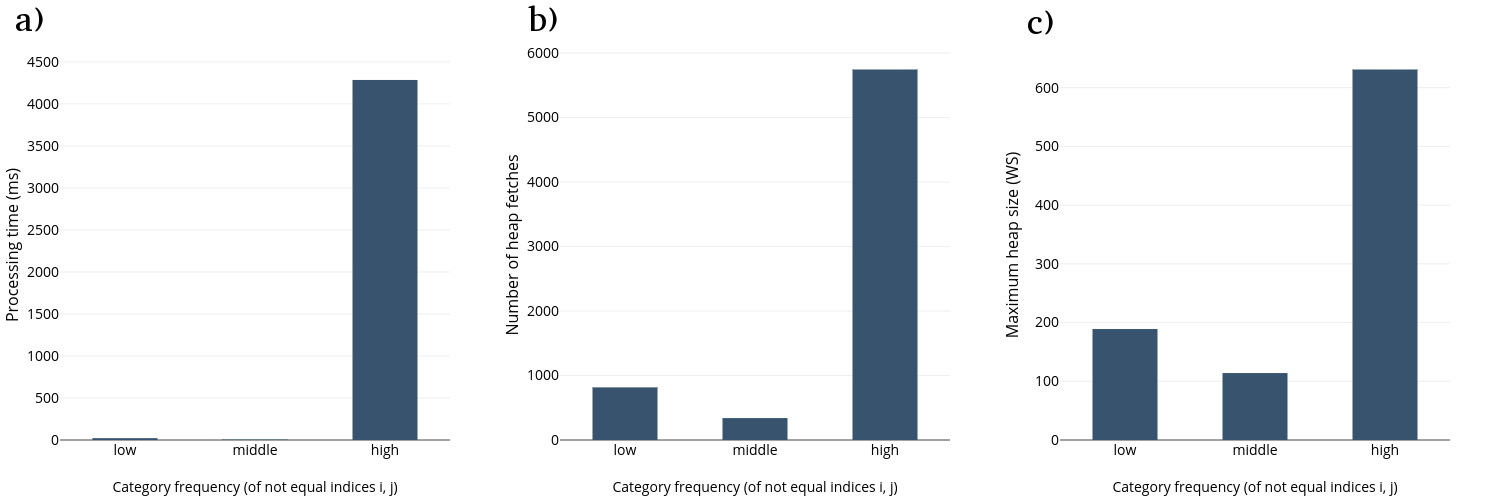 a)
4500
4000
3500
3000
2500
2000
1500
1000
500
0
Processing time (ms)
low middle high
Category frequency (of not equal indices i, j)
b)
6000
5000
4000
3000
2000
1000
0
Number of heap fetches
low middle high
Category frequency (of not equal indices i, j)
c)
600
500
400
300
200
100
0
Maximum heap size (WS)
low middle high
Category frequency (of not equal indices i, j)